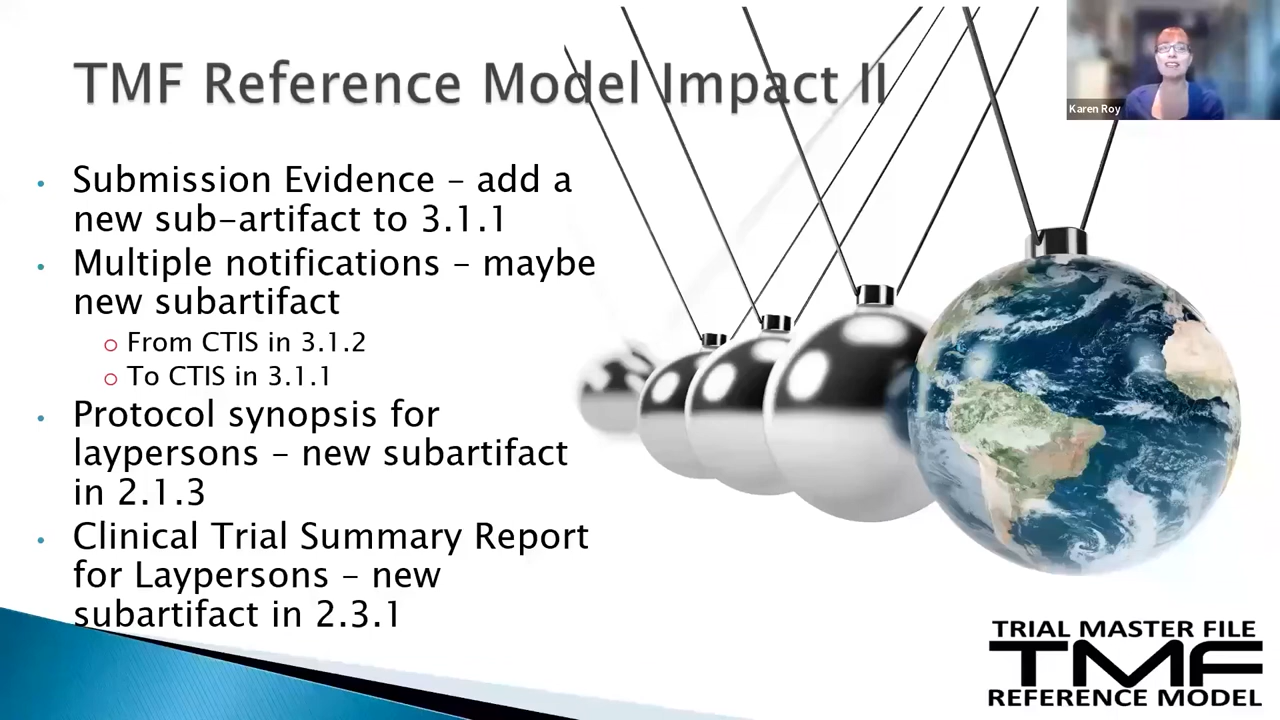 TMF Reference Model Impact II
Karen Roy
• Submission Evidence – add a
new sub-artifact to 3.1.1
• Multiple notifications – maybe
new subartifact
○ From CTIS in 3.1.2
○ To CTIS in 3.1.1
• Protocol synopsis for
laypersons – new subartifact
in 2.1.3
• Clinical Trial Summary Report
for Laypersons – new
subartifact in 2.3.1
TRIAL MASTER FILE
TMF
REFERENCE MODEL